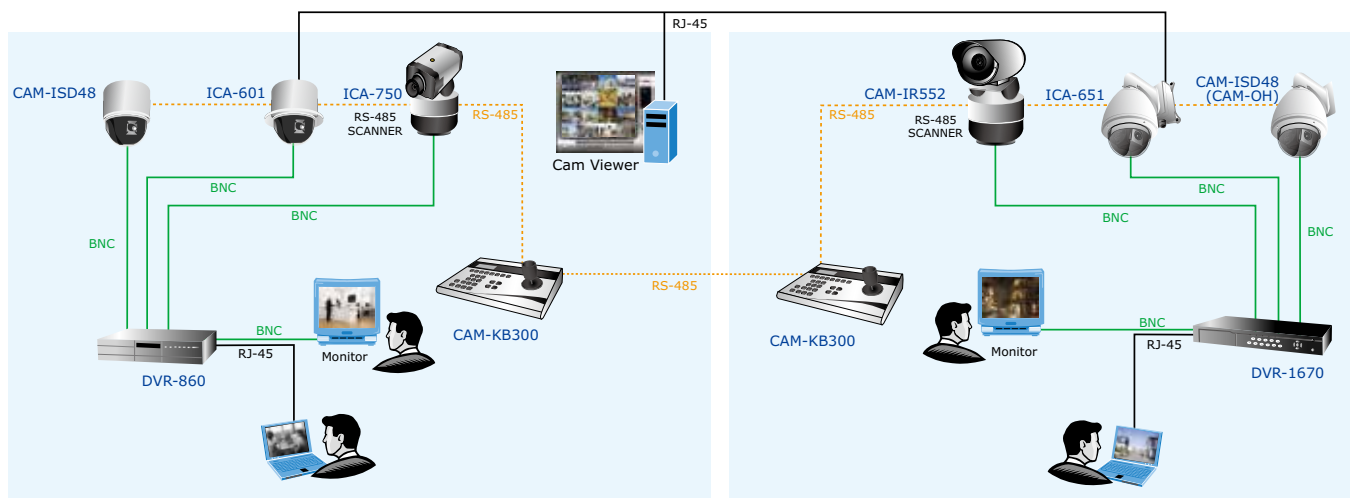 RJ-45
CAM-ISD48
ICA-601
ICA-750
RS-485
SCANNER
RS-485
Cam Viewer
RS-485
CAM-IR552
RS-485
SCANNER
ICA-651
CAM-ISD48
(CAM-OH)
BNC
BNC
BNC
BNC
BNC
BNC
RS-485
CAM-KB300
CAM-KB300
BNC
RJ-45
Monitor
DVR-860
Monitor
BNC
RJ-45
DVR-1670